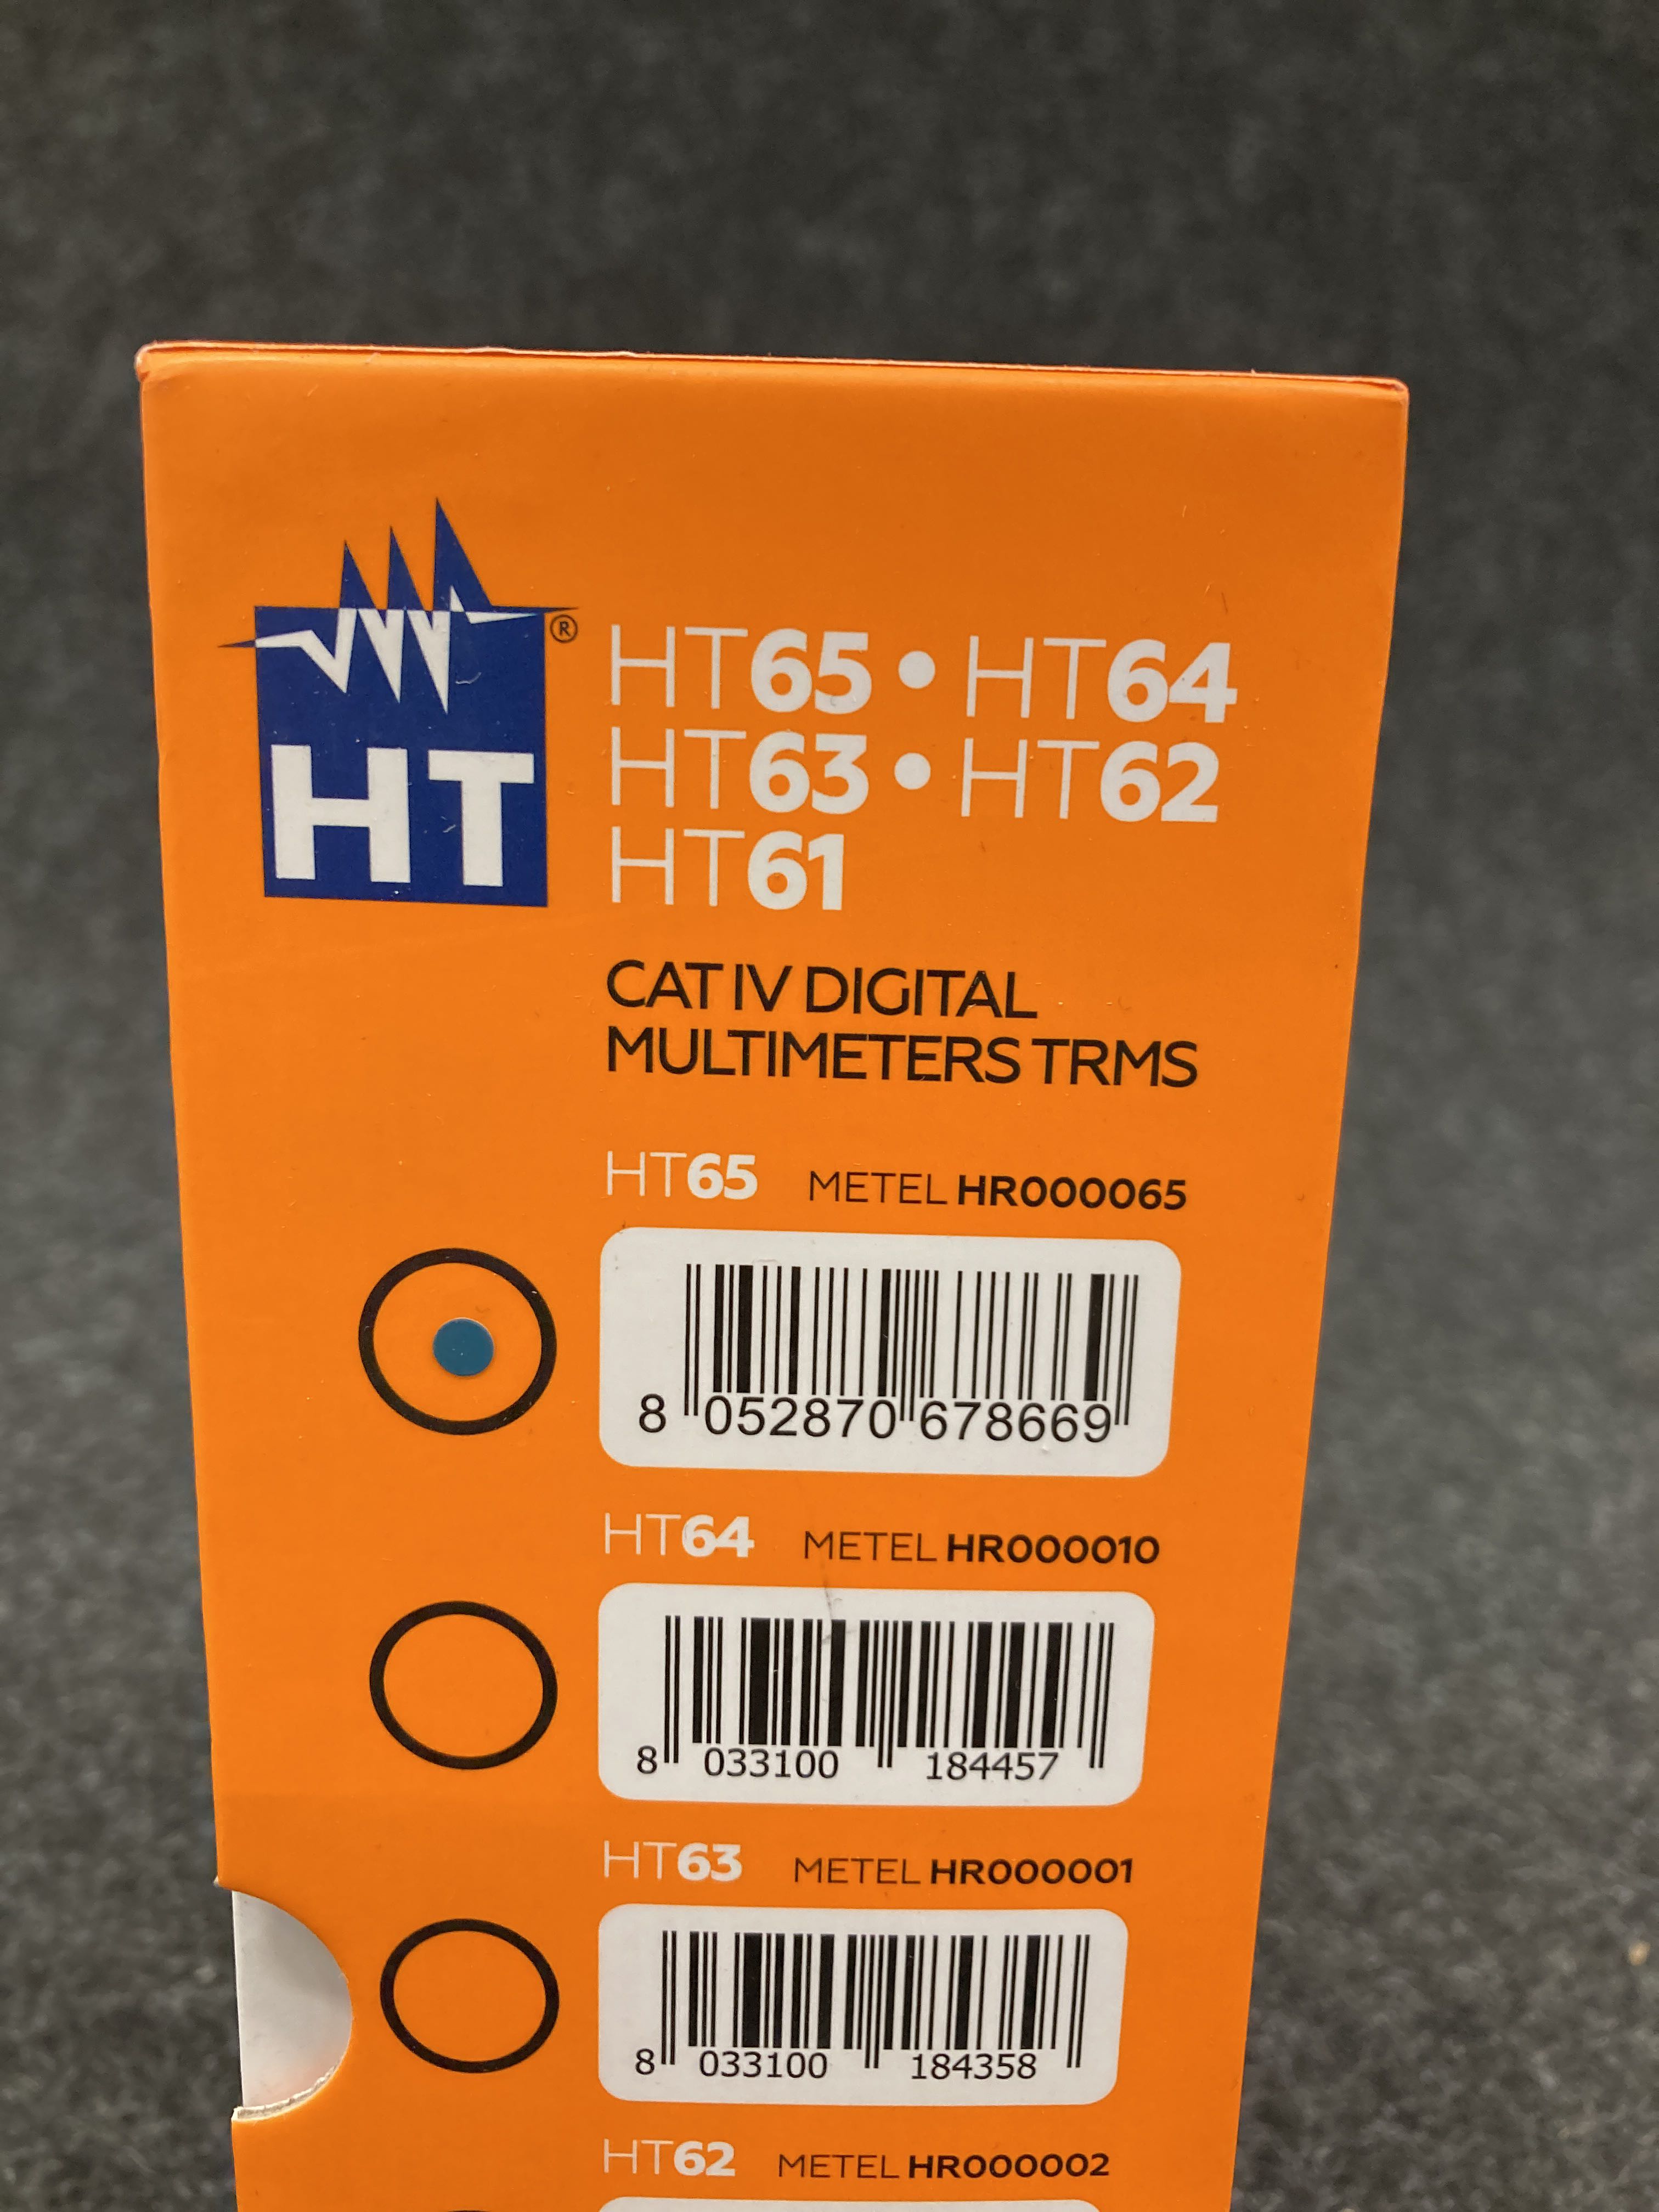 HT
®
HT65 • HT64
HT63 • HT62
HT61
CAT IV DIGITAL
MULTIMETERS TRMS
HT65 METEL HR000065
8 052870 678669
HT64 METEL HR000010
8 033100 184457
HT63 METEL HR000001
8 033100 184358
HT62 METEL HR000002